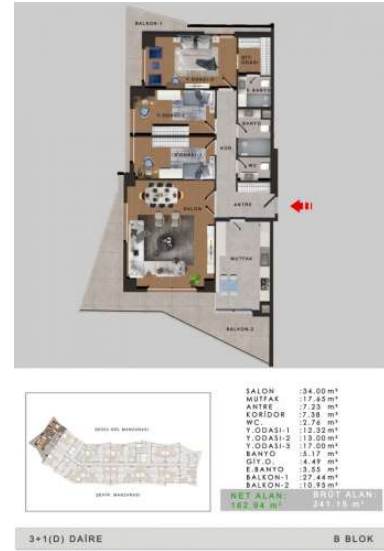 BALKON-1
GİY. ODASI
Y.ODASI-3
E.BANYO
Y.ODASI-2
BANYO
KOR.
Y.ODASI-1
WC
SALON
ANTRE
MUTFAK
BALKON-2
ŞEHİR MANZARASI
SALON :34.00 m²
MUTFAK :17.65 m²
ANTRE :7.23 m²
KORİDOR :7.38 m²
WC. :2.76 m²
Y.ODASI-1 :12.32 m²
Y.ODASI-2 :13.00 m²
Y.ODASI-3 :17.00 m²
BANYO :5.17 m²
GİY.O. :4.49 m²
E.BANYO :3.55 m²
BALKON-1 :27.44 m²
BALKON-2 :10.95 m²
NET ALAN: BRÜT ALAN:
162.94 m² 241.15 m²
3+1(D) DAİRE B BLOK